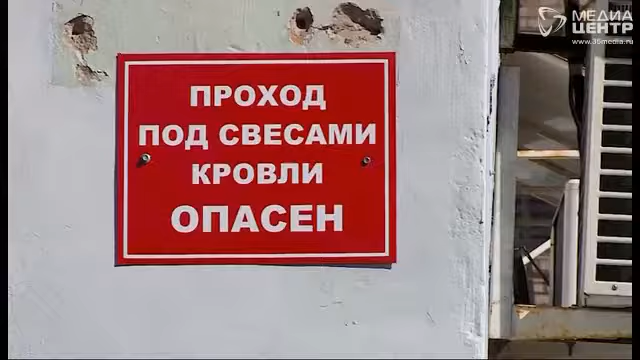 МЕДИА
ЦЕНТР
www.35media.ru
ПРОХОД
ПОД СВЕСАМИ
КРОВЛИ
ОПАСЕН